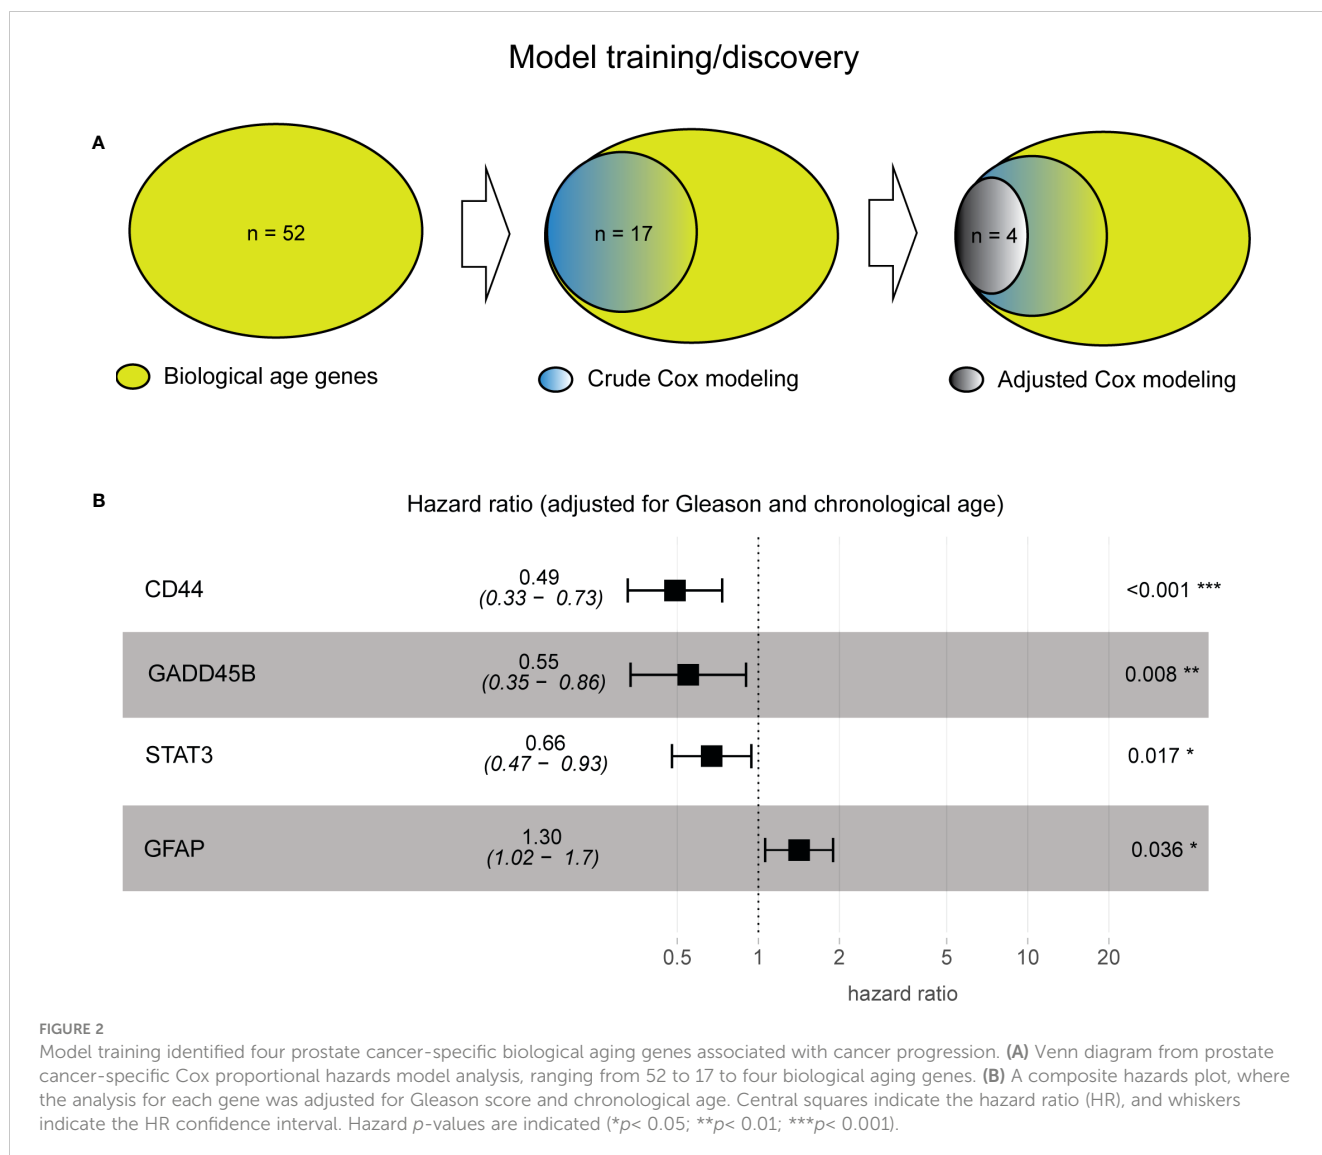 Model training/discovery
A
n = 52
n = 17
n = 4
Biological age genes
Crude Cox modeling
Adjusted Cox modeling
B
Hazard ratio (adjusted for Gleason and chronological age)
CD44
0.49
(0.33 − 0.73)
<0.001 ***
GADD45B
0.55
(0.35 − 0.86)
0.008 **
STAT3
0.66
(0.47 − 0.93)
0.017 *
GFAP
1.30
(1.02 − 1.7)
0.036 *
0.5 1 2 5 10 20
hazard ratio
FIGURE 2
Model training identified four prostate cancer-specific biological aging genes associated with cancer progression. (A) Venn diagram from prostate
cancer-specific Cox proportional hazards model analysis, ranging from 52 to 17 to four biological aging genes. (B) A composite hazards plot, where
the analysis for each gene was adjusted for Gleason score and chronological age. Central squares indicate the hazard ratio (HR), and whiskers
indicate the HR confidence interval. Hazard p-values are indicated (*p< 0.05; **p< 0.01; ***p< 0.001).